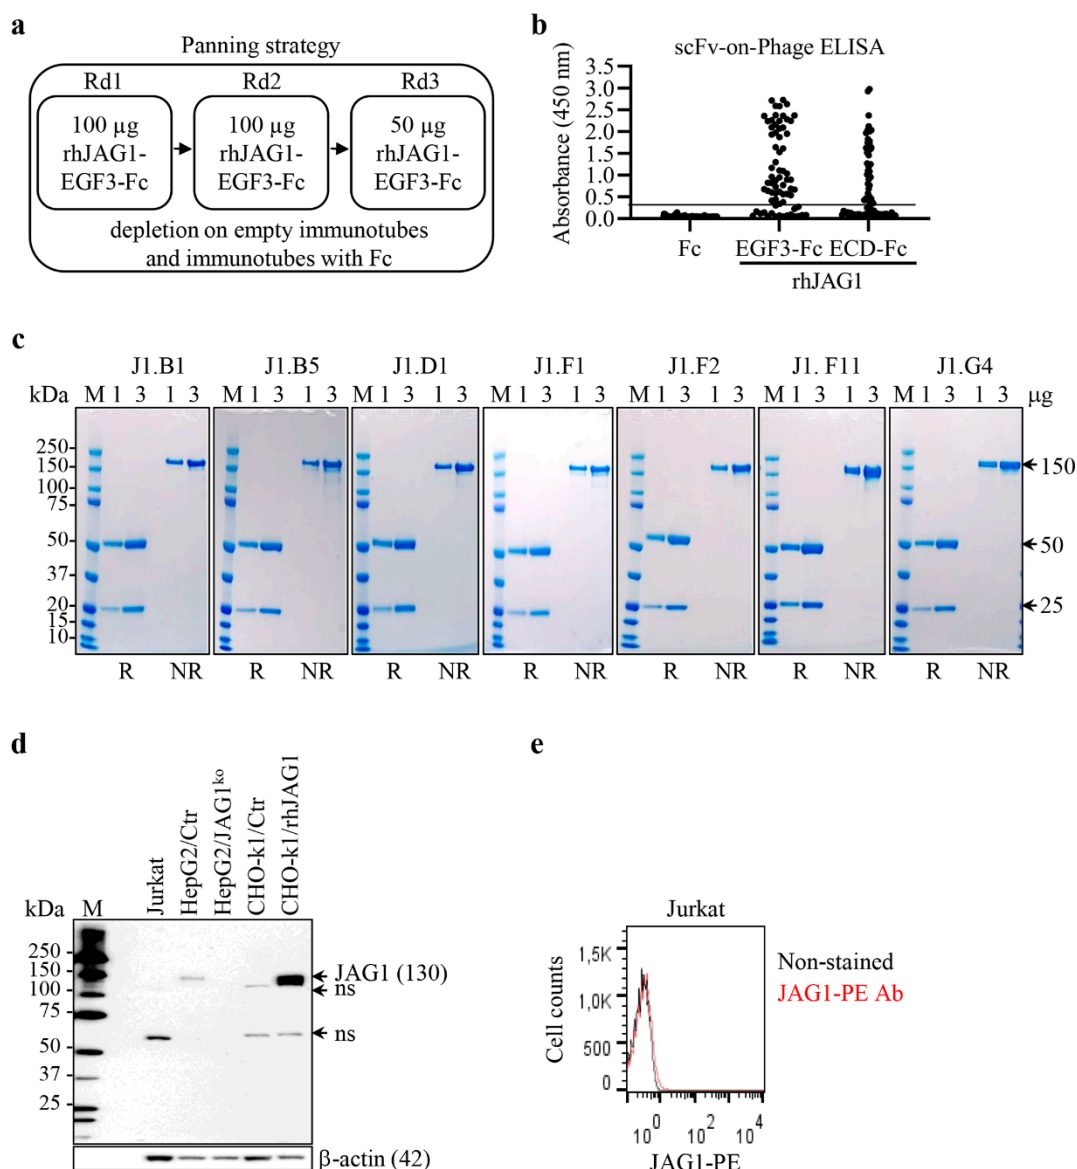 a
Panning strategy
Rd1 Rd2 Rd3
100 µg rhJAG1-EGF3-Fc
100 µg rhJAG1-EGF3-Fc
50 µg rhJAG1-EGF3-Fc
depletion on empty immunotubes
and immunotubes with Fc
b
scFv-on-Phage ELISA
Absorbance (450 nm)
3.5
3.0
2.5
2.0
1.5
1.0
0.5
0.0
Fc EGF3-Fc ECD-Fc
rhJAG1
c
J1.B1 J1.B5 J1.D1 J1.F1 J1.F2 J1. F11 J1.G4
kDa M 1 3 1 3 M 1 3 1 3 M 1 3 1 3 M 1 3 1 3 M 1 3 1 3 M 1 3 1 3 M 1 3 1 3 µg
250
150
100
75
50
37
20
15
10
150
50
25
R NR R NR R NR R NR R NR R NR R NR
d
Jurkat
HepG2/Ctr
HepG2/JAG1ko
CHO-k1/Ctr
CHO-k1/rhJAG1
kDa M
250
150
100
75
50
37
25
JAG1 (130)
ns
ns
β-actin (42)
e
Jurkat
Cell counts
1,5K
1,0K
500
0
10⁰ 10² 10⁴
JAG1-PE
Non-stained
JAG1-PE Ab